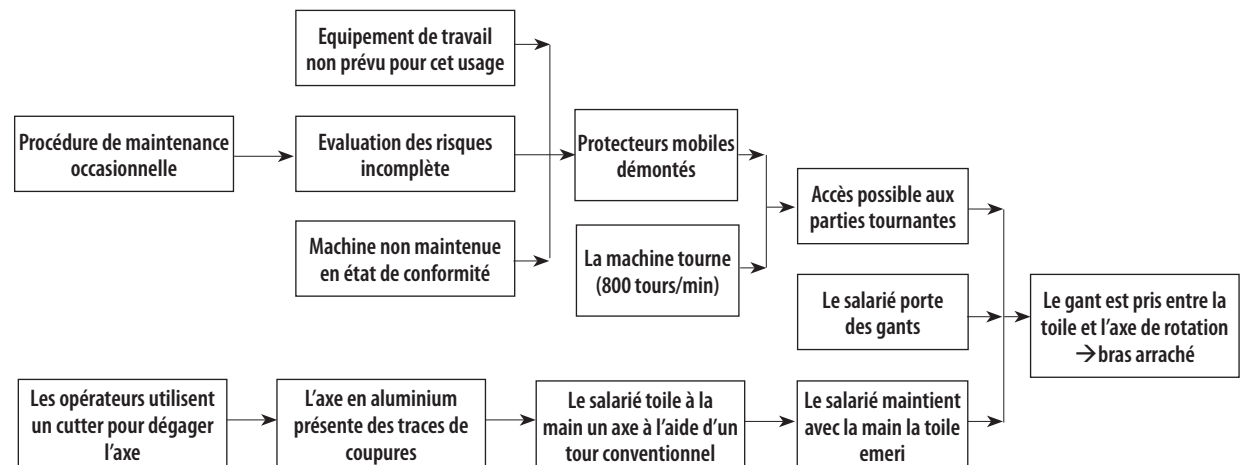 Equipement de travail
non prévu pour cet usage
Procédure de maintenance
occasionnelle
Evaluation des risques
incomplète
Protecteurs mobiles
démontés
Machine non maintenue
en état de conformité
La machine tourne
(800 tours/min)
Accès possible aux
parties tournantes
Le salarié porte
des gants
Le gant est pris entre la
toile et l’axe de rotation
→ bras arraché
Les opérateurs utilisent
un cutter pour dégager
l’axe
L’axe en aluminium
présente des traces de
coupures
Le salarié toile à la
main un axe à l’aide d’un
tour conventionnel
Le salarié maintient
avec la main la toile
emeri